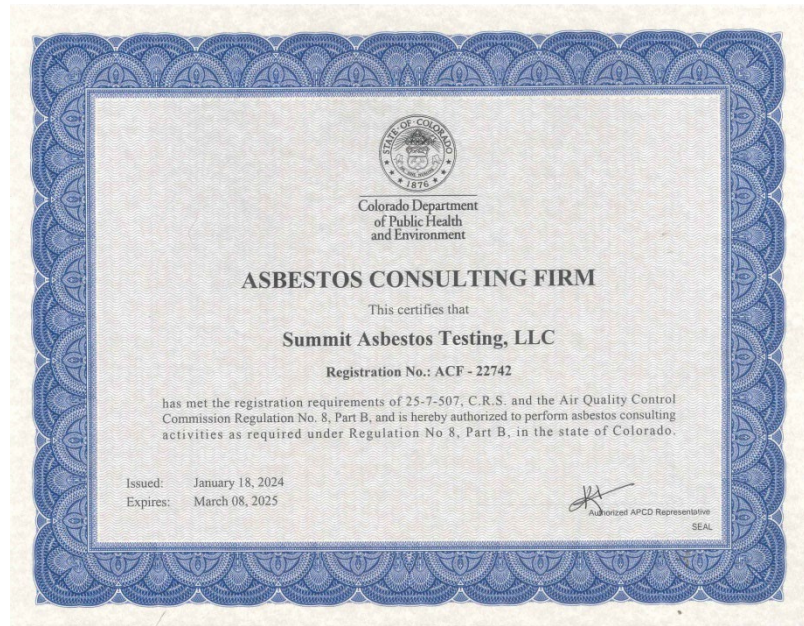 STATE OF COLORADO
1876
Colorado Department
of Public Health
and Environment
ASBESTOS CONSULTING FIRM
This certifies that
Summit Asbestos Testing, LLC
Registration No.: ACF - 22742
has met the registration requirements of 25-7-507, C.R.S. and the Air Quality Control
Commission Regulation No. 8, Part B, and is hereby authorized to perform asbestos consulting
activities as required under Regulation No 8, Part B, in the state of Colorado.
Issued: January 18, 2024
Expires: March 08, 2025
Authorized APCD Representative
SEAL